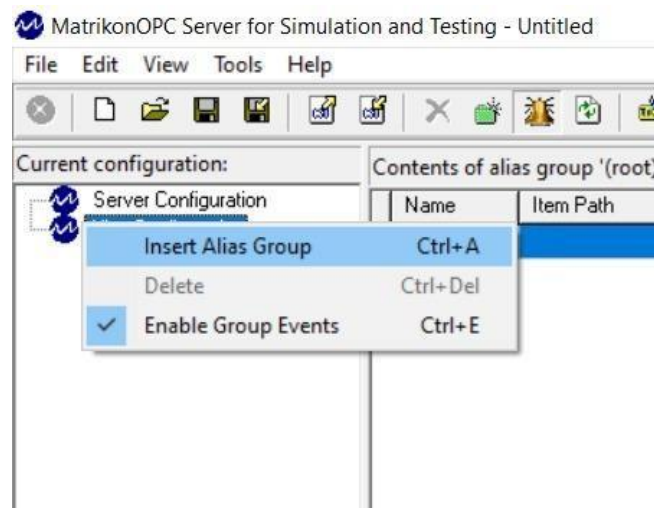 MatrikonOPC Server for Simulation and Testing - Untitled
File Edit View Tools Help
Current configuration:
Contents of alias group '(root)
Server Configuration
Name Item Path
Insert Alias Group Ctrl+A
Delete Ctrl+Del
Enable Group Events Ctrl+E